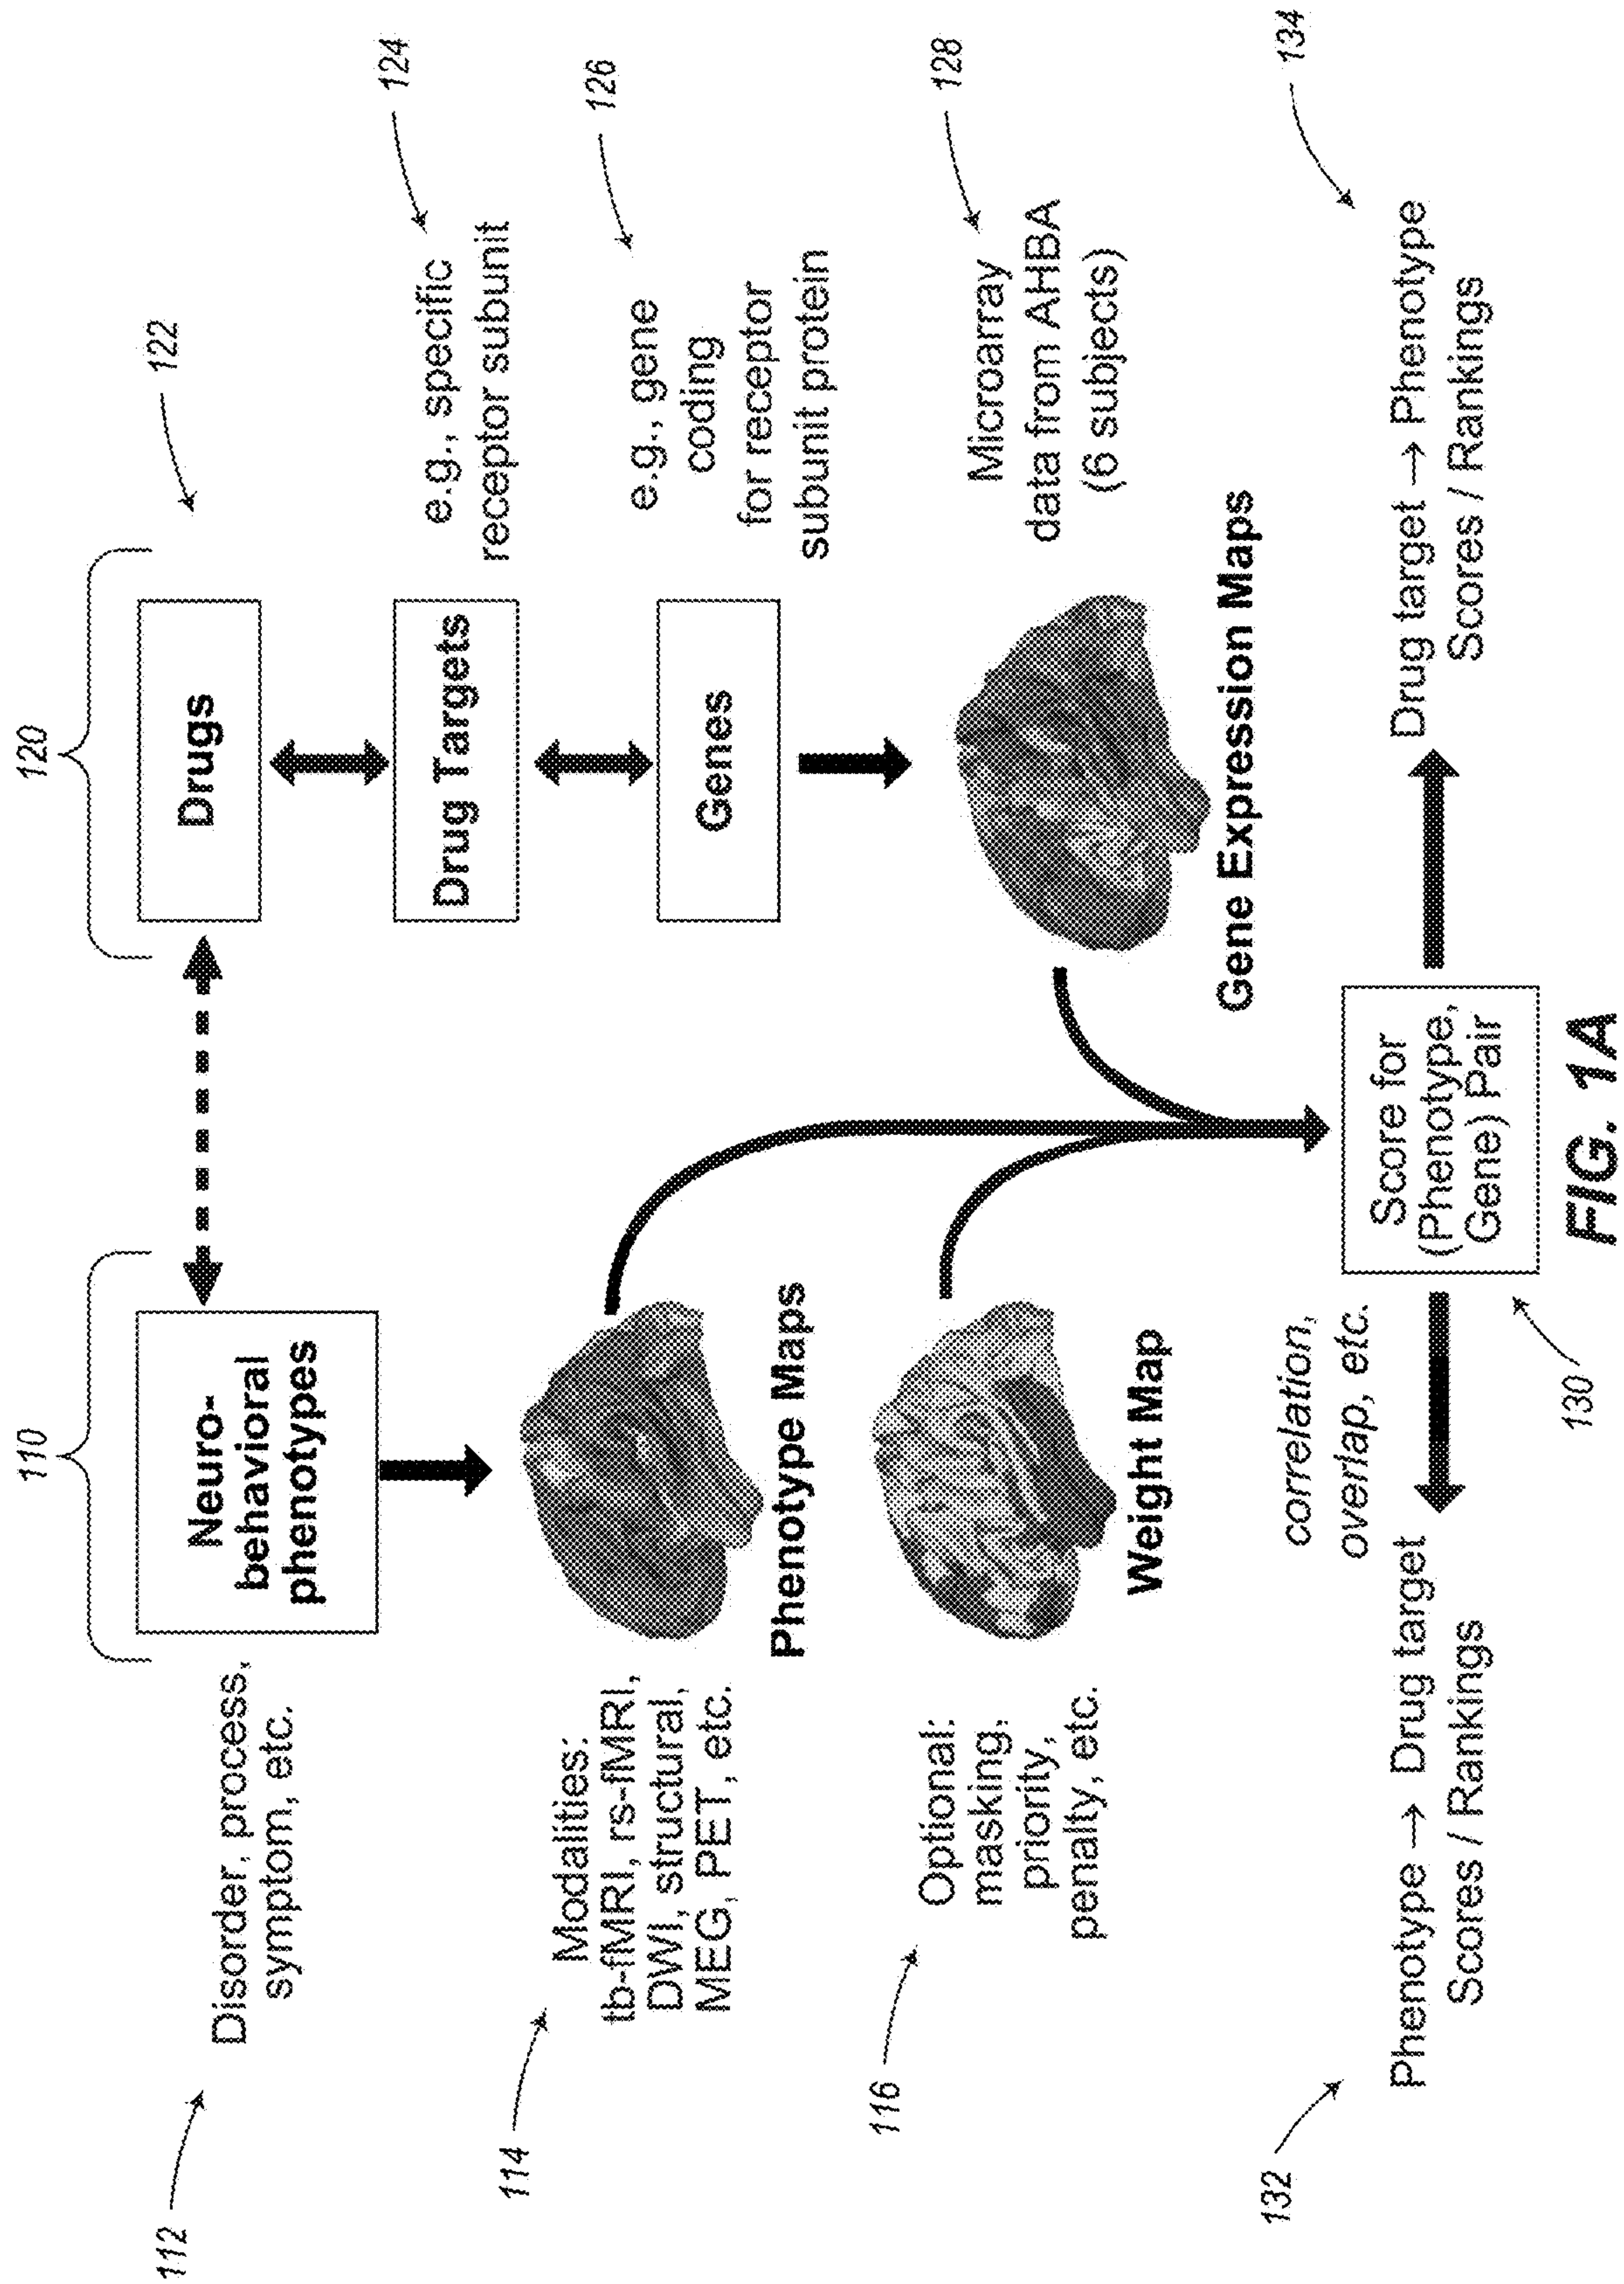 110
120
112
Disorder, process,
symptom, etc.
Neuro-
behavioral
phenotypes
Drugs
122
114
Modalities:
tb-fMRI, rs-fMRI,
DWI, structural,
MEG, PET, etc.
Phenotype Maps
Drug Targets
e.g., specific
receptor subunit
124
Genes
e.g., gene
coding
for receptor
subunit protein
126
116
Optional:
masking,
priority,
penalty, etc.
Weight Map
Gene Expression Maps
Microarray
data from AHBA
(6 subjects)
128
132
Phenotype → Drug target
Scores / Rankings
correlation,
overlap, etc.
130
Score for
(Phenotype,
Gene) Pair
Drug target → Phenotype
Scores / Rankings
134
FIG. 1A